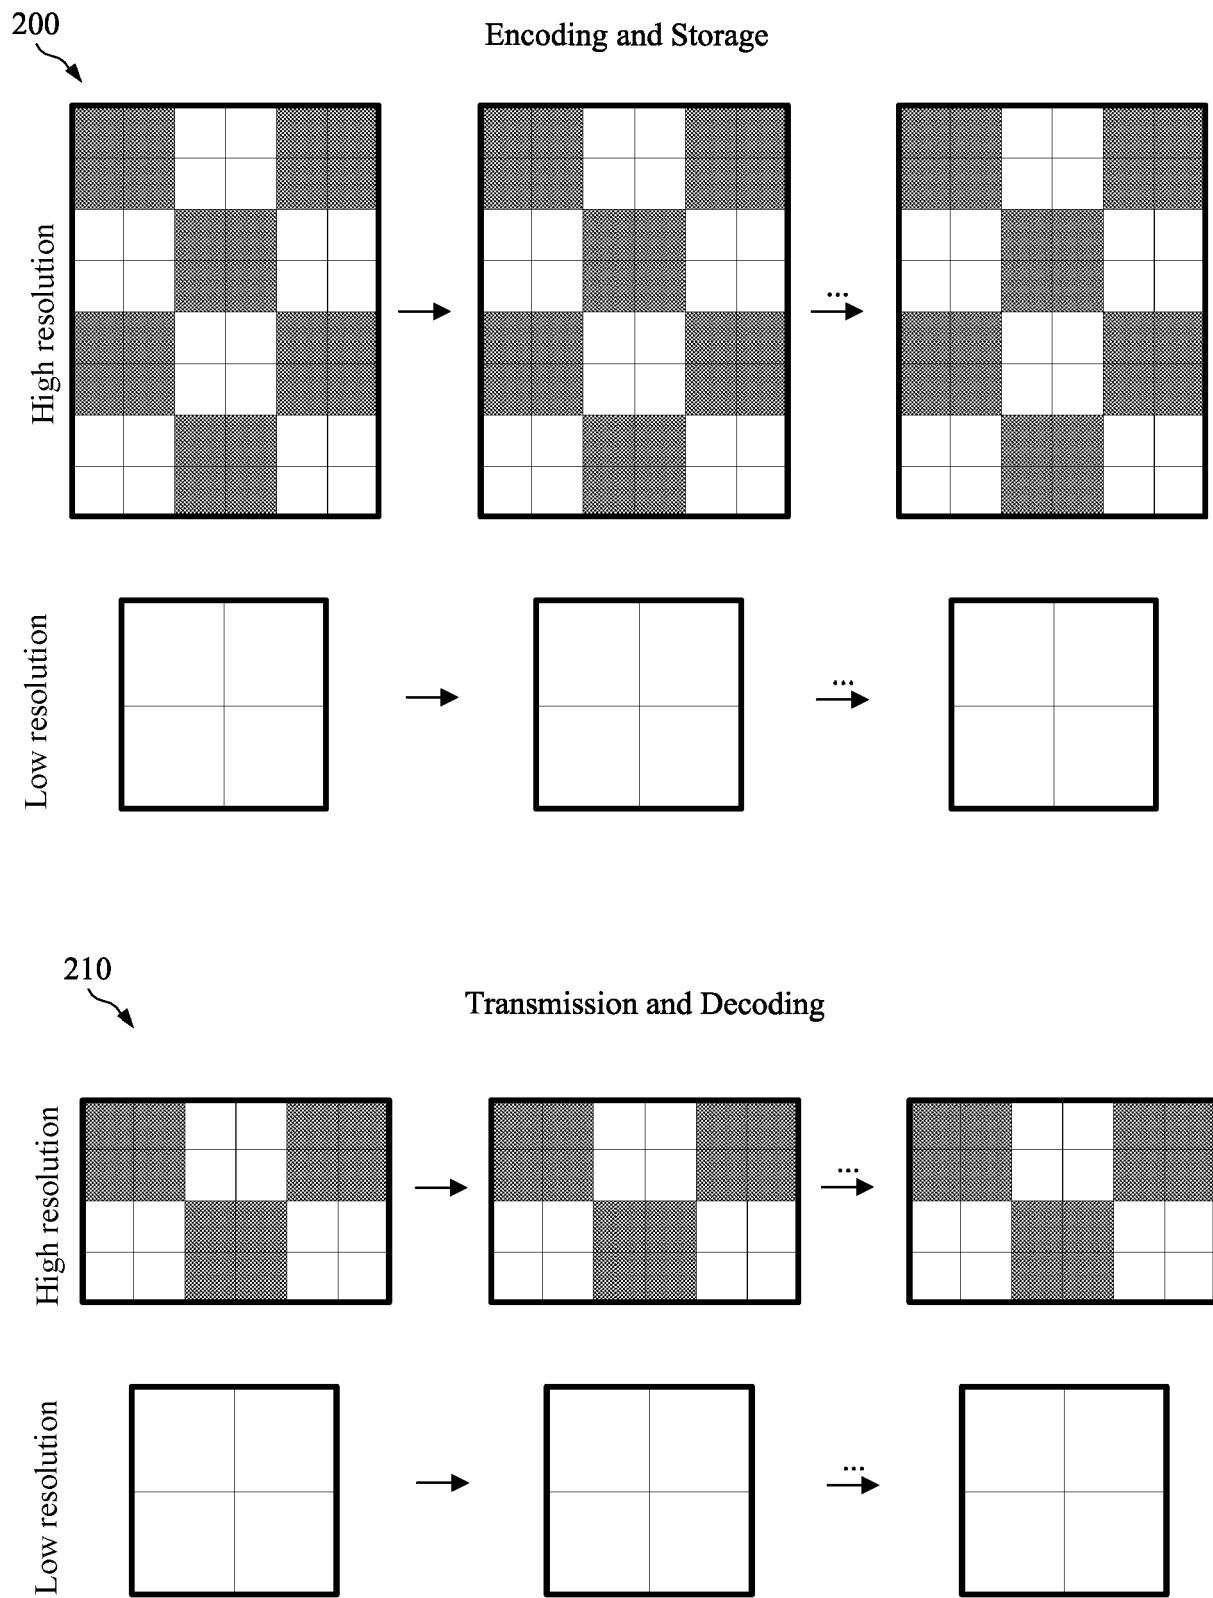 200
Encoding and Storage
High resolution
...
Low resolution
...
210
Transmission and Decoding
High resolution
...
Low resolution
...